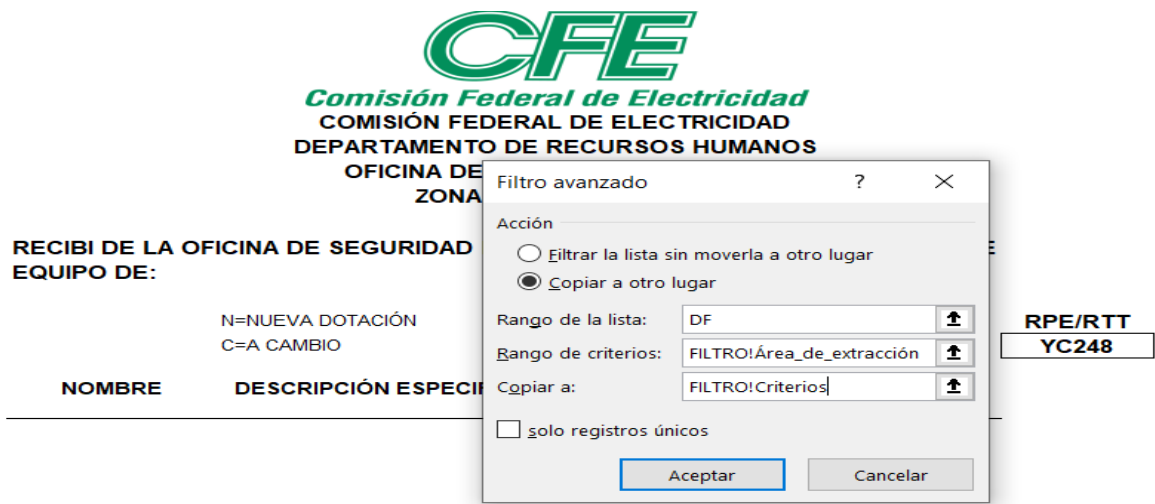 CFE
Comisión Federal de Electricidad
COMISIÓN FEDERAL DE ELECTRICIDAD
DEPARTAMENTO DE RECURSOS HUMANOS
OFICINA DE
ZONA
RECIBI DE LA OFICINA DE SEGURIDAD
EQUIPO DE:
N=NUEVA DOTACIÓN
C=A CAMBIO
RPE/RTT
YC248
NOMBRE DESCRIPCIÓN ESPECI
Filtro avanzado ? ×
Acción
Filtrar la lista sin moverla a otro lugar
Copiar a otro lugar
Rango de la lista: DF
Rango de criterios: FILTRO!Área_de_extracción
Copiar a: FILTRO!Criterios
solo registros únicos
Aceptar Cancelar